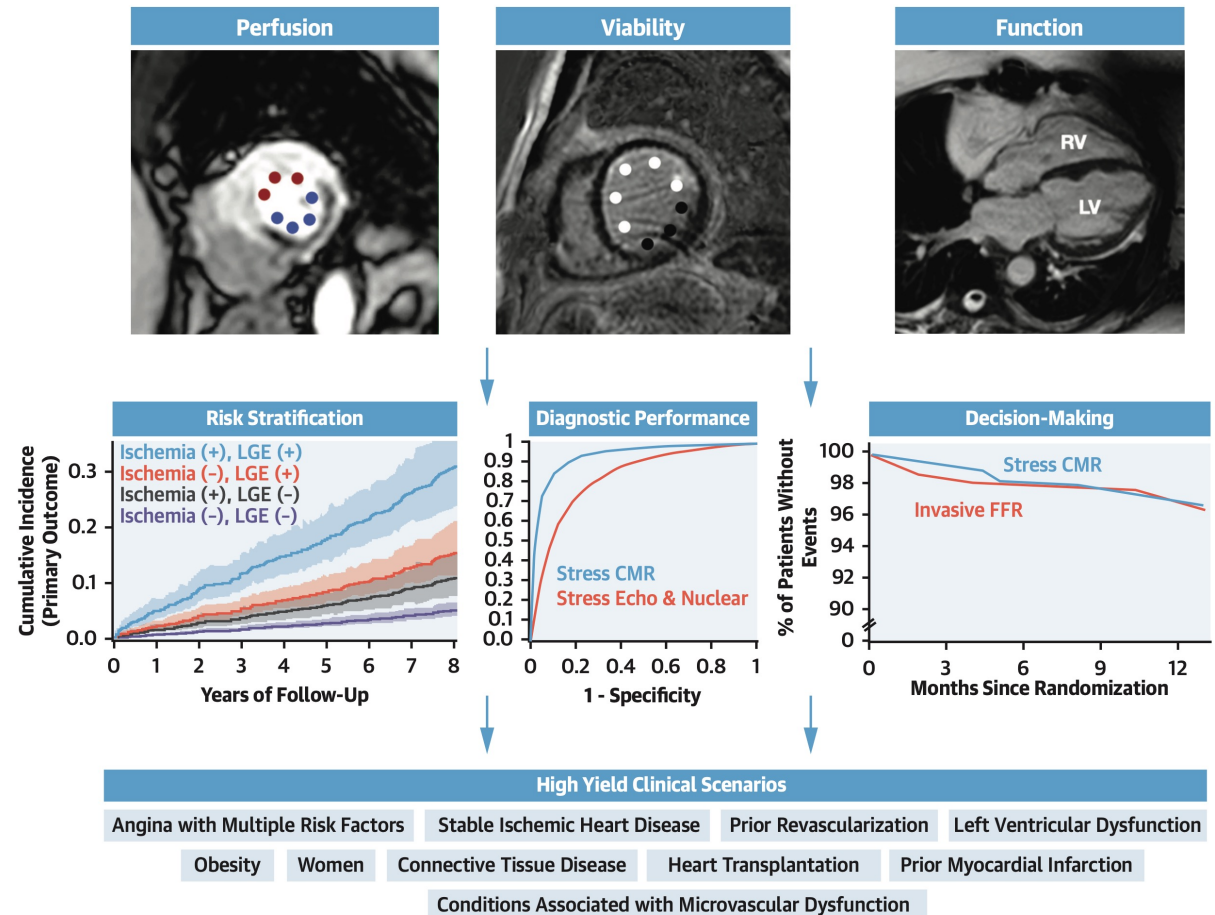 Perfusion
Viability
Function
RV
LV
Risk Stratification
Cumulative Incidence
(Primary Outcome)
0.3
0.2
0.1
0.0
Ischemia (+), LGE (+)
Ischemia (–), LGE (+)
Ischemia (+), LGE (–)
Ischemia (–), LGE (–)
0 1 2 3 4 5 6 7 8
Years of Follow-Up
Diagnostic Performance
1
0.9
0.8
0.7
0.6
0.5
0.4
0.3
0.2
0.1
0.0
Stress CMR
Stress Echo & Nuclear
0 0.2 0.4 0.6 0.8 1
1 - Specificity
Decision-Making
% of Patients Without
Events
100
98
96
94
92
90
0
Stress CMR
Invasive FFR
0 3 6 9 12
Months Since Randomization
High Yield Clinical Scenarios
Angina with Multiple Risk Factors Stable Ischemic Heart Disease Prior Revascularization Left Ventricular Dysfunction
Obesity Women Connective Tissue Disease Heart Transplantation Prior Myocardial Infarction
Conditions Associated with Microvascular Dysfunction